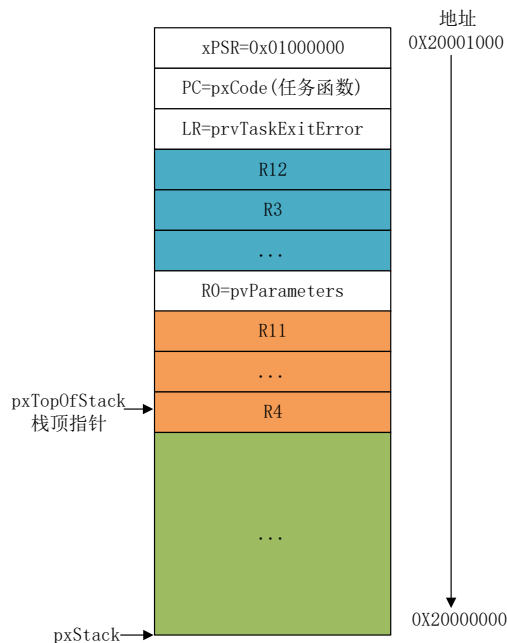 地址
0X20001000
xPSR=0x01000000
PC=pxCode(任务函数)
LR=prvTaskExitError
R12
R3
...
R0=pvParameters
R11
...
pxTopOfStack
栈顶指针
R4
...
0X20000000
pxStack